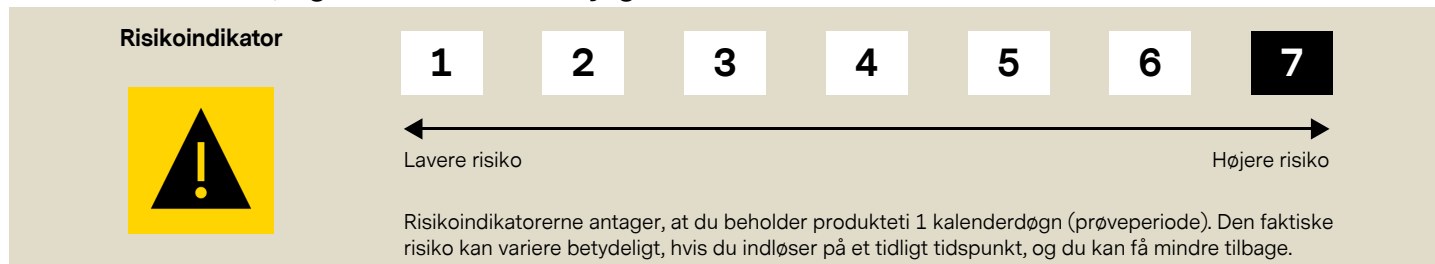 Risikoindikator
1 2 3 4 5 6 7
Lavere risiko Højere risiko
Risikoindikatorerne antager, at du beholder produkteti 1 kalenderdøgn (prøveperiode). Den faktiske
risiko kan variere betydeligt, hvis du indløser på et tidligt tidspunkt, og du kan få mindre tilbage.